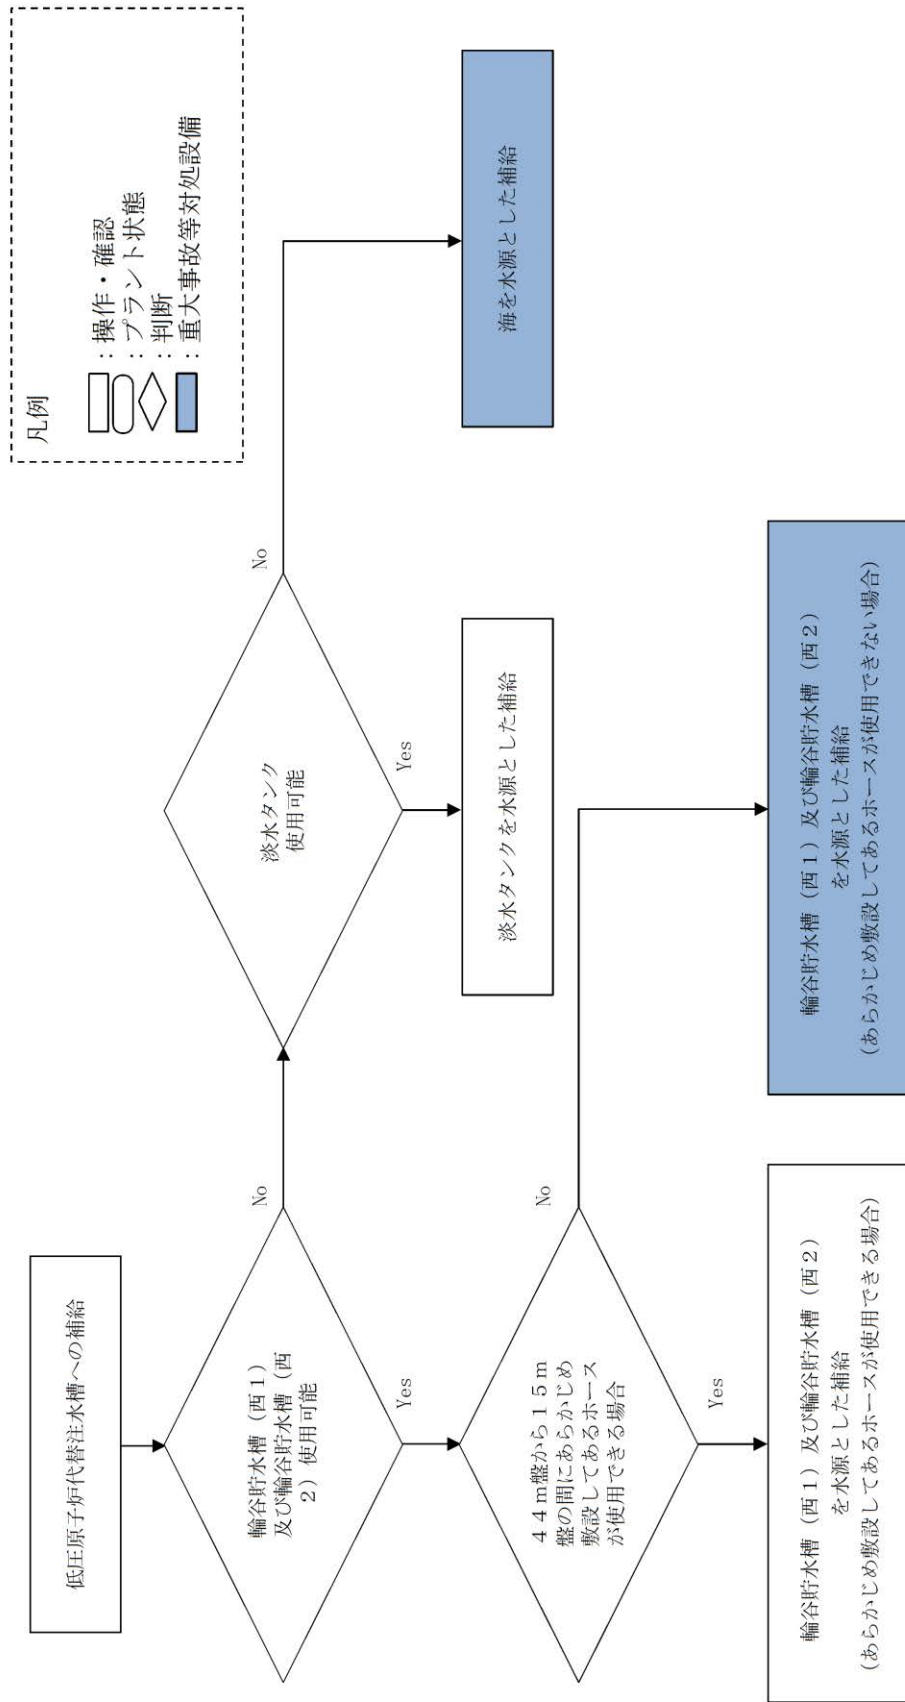 凡例
：操作・確認
：プラント状態
：判断
：重大事故等対処設備
低圧原子炉代替注水槽への補給
輪谷貯水槽（西１）
及び輪谷貯水槽（西
２）使用可能
No
淡水タンク
使用可能
No
海を水源とした補給
Yes
淡水タンクを水源とした補給
Yes
４４ｍ盤から１５ｍ
盤の間にあらかじめ
敷設してあるホース
が使用できる場合
No
Yes
輪谷貯水槽（西１）及び輪谷貯水槽（西２）
を水源とした補給
（あらかじめ敷設してあるホースが使用できる場合）
輪谷貯水槽（西１）及び輪谷貯水槽（西２）
を水源とした補給
（あらかじめ敷設してあるホースが使用できない場合）